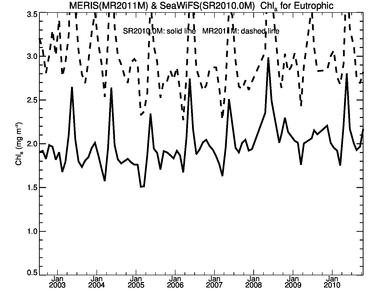 MERIS(MR2011M) & SeaWiFS(SR2010.0M) Chlₐ for Eutrophic
SR2010.0M: solid line MR2011M: dashed line
3.5
3.0
2.5
2.0
1.5
1.0
0.5
Chlₐ (mg m⁻³)
Jan Jan Jan Jan Jan Jan Jan Jan
2003 2004 2005 2006 2007 2008 2009 2010